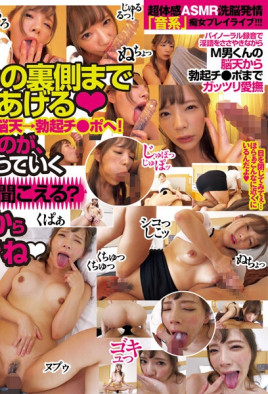 超体感ASMR洗脳発情
「音系」痴女プレイライブ!!!
バイノーラル録音で
淫語をささやきながら
M男くんの
脳天から
勃起チ●ポまで
ガッツリ愛撫
の裏側まで
あげる♥
脳天→勃起チ●ポへ!
のが、
っていく
聞こえる?
から
ね♥
じゅるっ!
ぬちょっ
じゅぽっ
じゅぱっ
くぱぁ
シコっ
シコッ
くちゅっ
くちゅっ
ぬちょっ
ヌプゥ
ゴキュっ